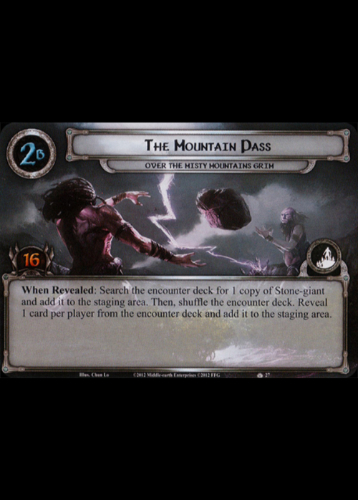 2B
The Mountain Pass
Over the Misty Mountains Grim
16
When Revealed: Search the encounter deck for 1 copy of Stone-giant
and add it to the staging area. Then, shuffle the encounter deck. Reveal
1 card per player from the encounter deck and add it to the staging area.
Illus. Chun Lo
©2012 Middle-earth Enterprises ©2012 FFG